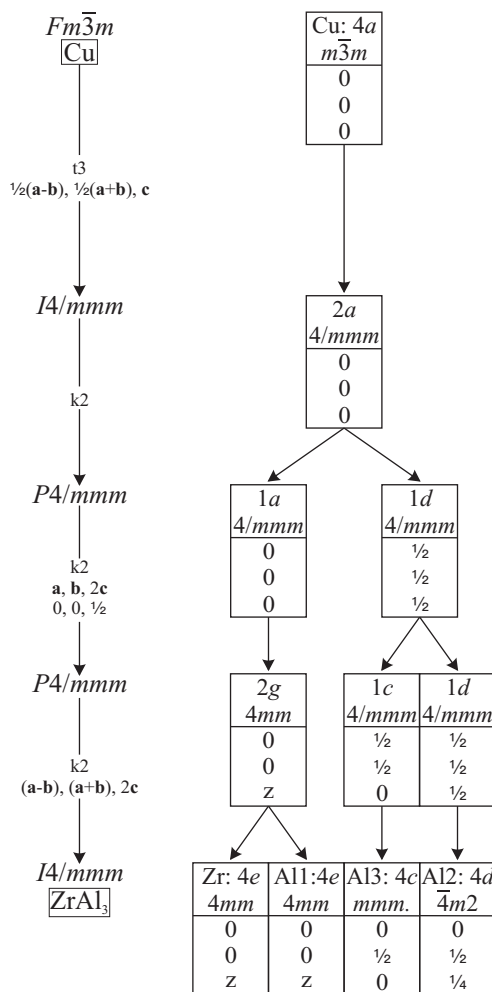 Fm3̅m
Cu
Cu: 4a
m3̅m
0
0
0
t3
½(a-b), ½(a+b), c
I4/mmm
2a
4/mmm
0
0
0
k2
P4/mmm
1a
4/mmm
0
0
0
1d
4/mmm
½
½
½
k2
a, b, 2c
0, 0, ½
P4/mmm
2g
4mm
0
0
z
1c
4/mmm
½
½
0
1d
4/mmm
½
½
½
k2
(a-b), (a+b), 2c
I4/mmm
ZrAl₃
Zr: 4e
4mm
0
0
z
Al1:4e
4mm
0
0
z
Al3: 4c
mmm.
0
½
0
Al2: 4d
4̅m2
0
½
¼